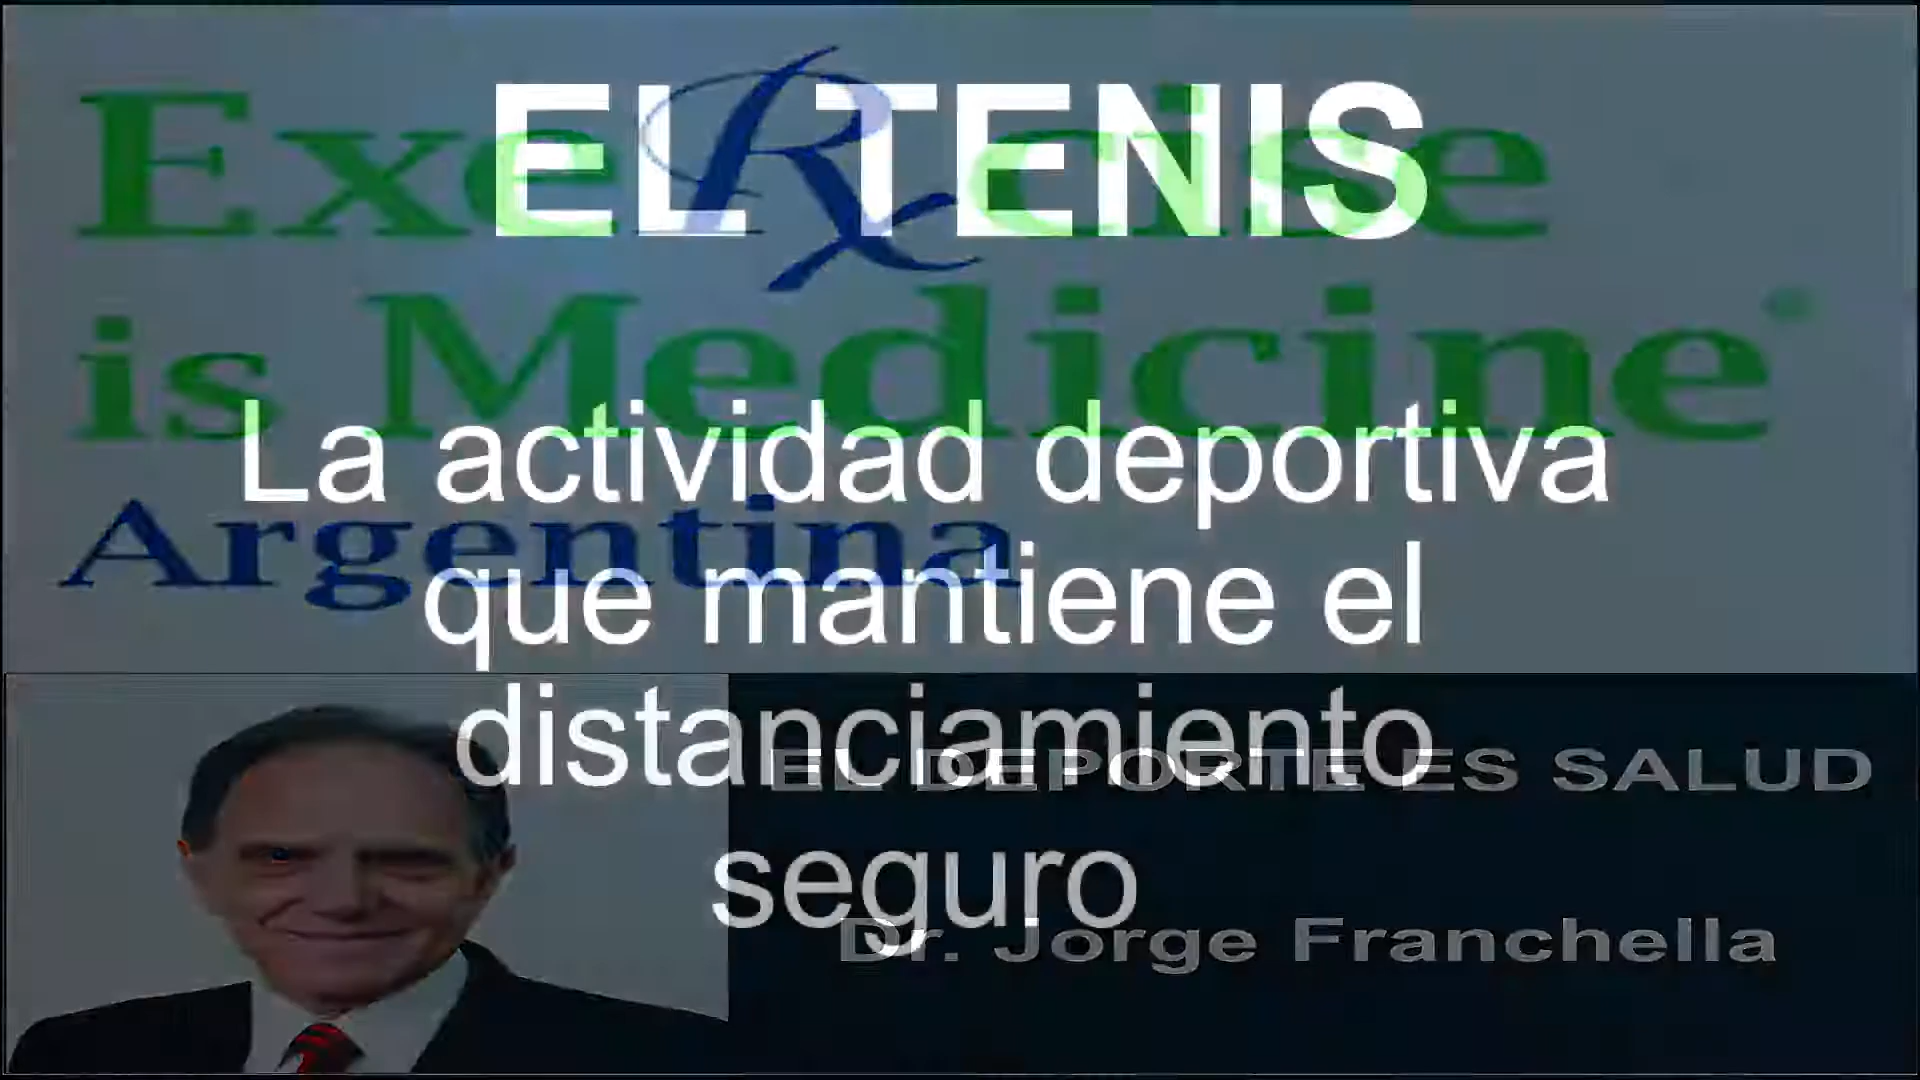 EL TENIS
La actividad deportiva
que mantiene el
distanciamiento
seguro
Exercise
is Medicine®
Argentina
EL DEPORTE ES SALUD
Dr. Jorge Franchella